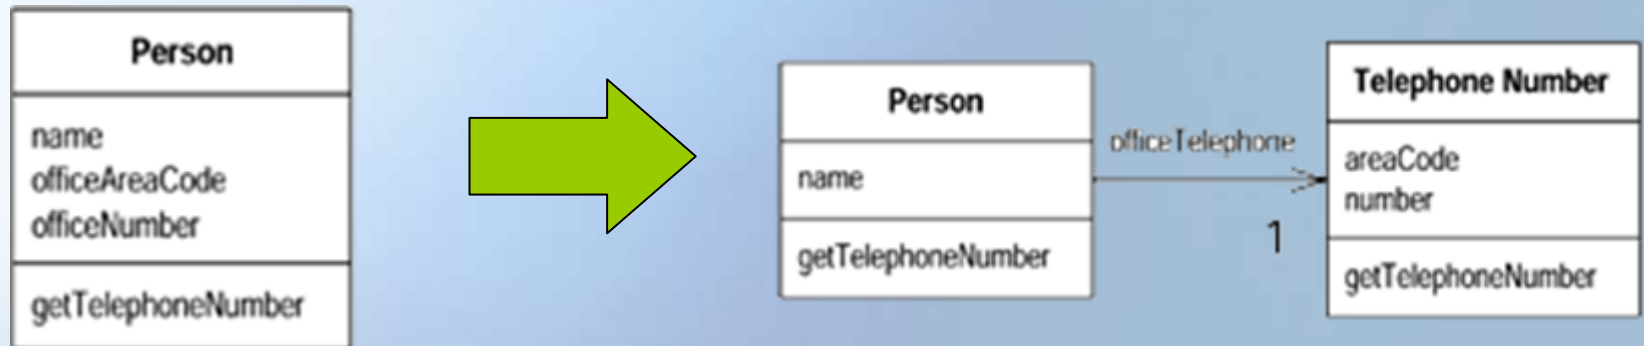 Person
name
officeAreaCode
officeNumber
getTelephoneNumber
Person
name
getTelephoneNumber
officeTelephone
1
Telephone Number
areaCode
number
getTelephoneNumber